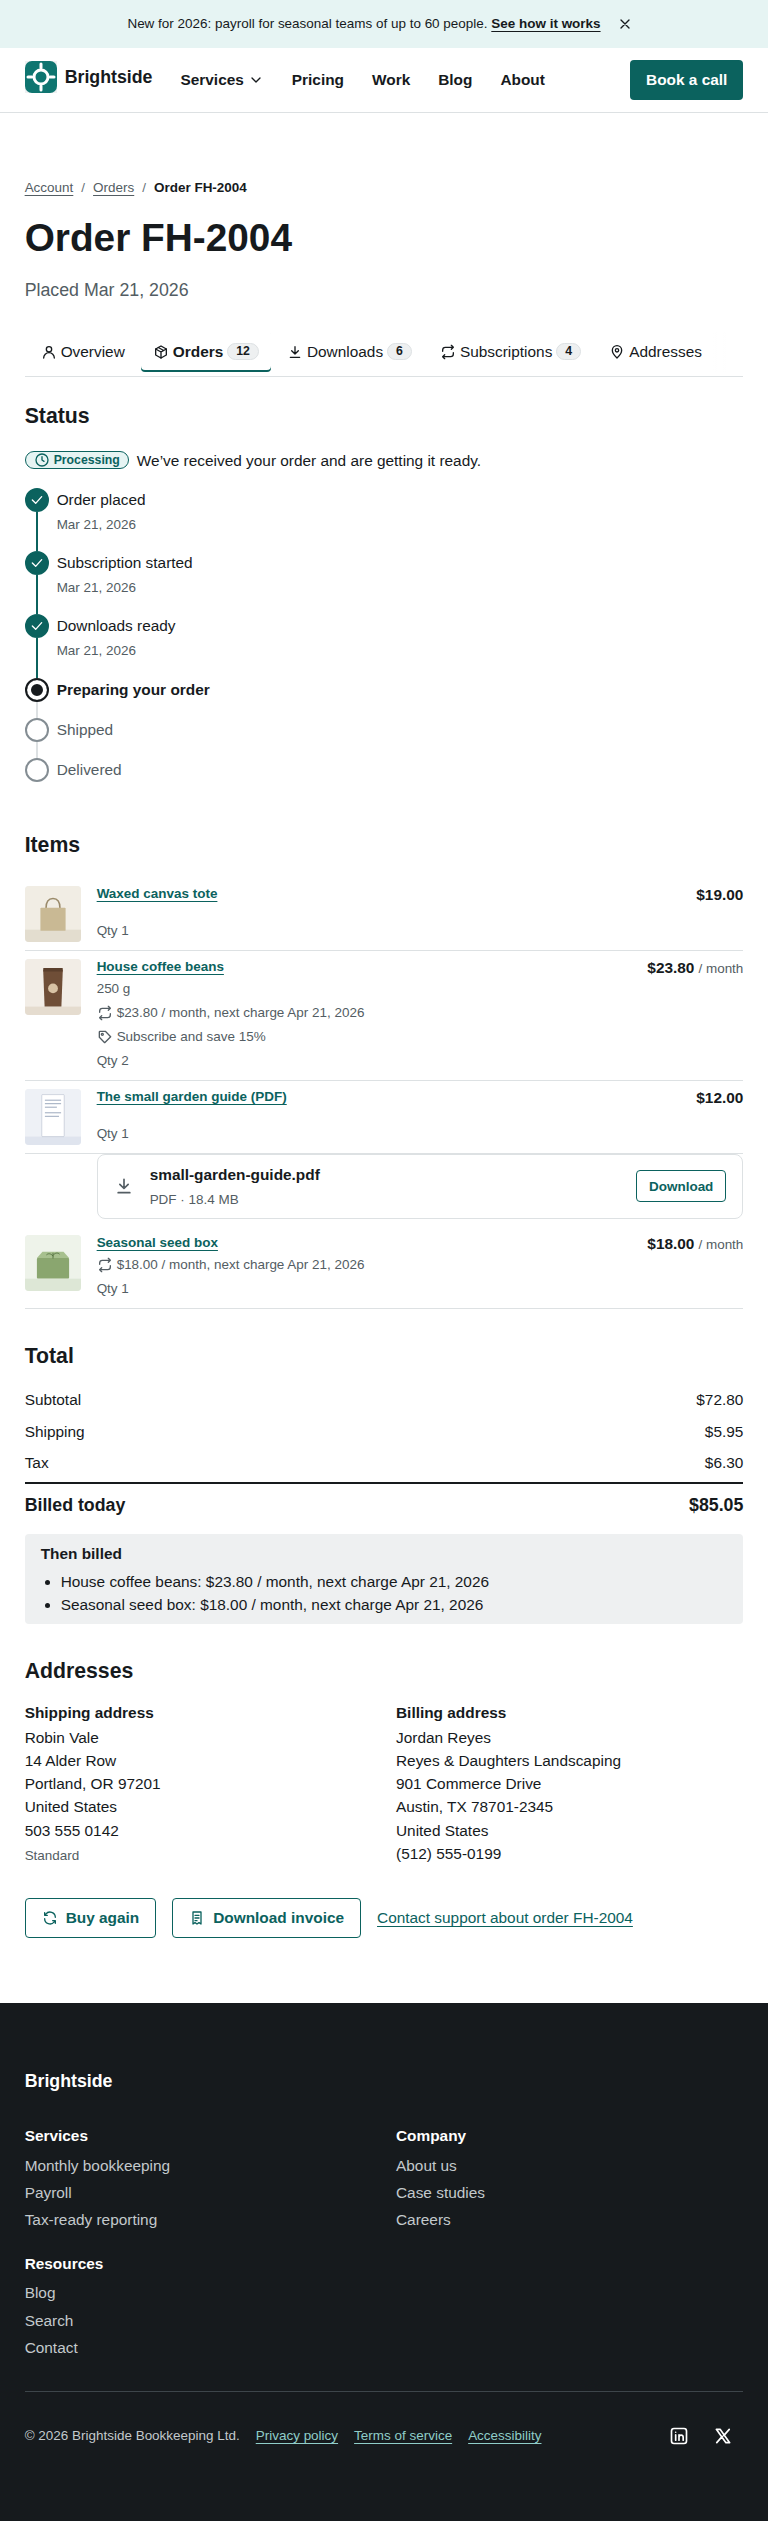 New for 2026: payroll for seasonal teams of up to 60 people. See how it works
Brightside
Services
Pricing
Work
Blog
About
Book a call
Account / Orders / Order FH-2004
Order FH-2004
Placed Mar 21, 2026
Overview
Orders 12
Downloads 6
Subscriptions 4
Addresses
Status
Processing We’ve received your order and are getting it ready.
Order placed
Mar 21, 2026
Subscription started
Mar 21, 2026
Downloads ready
Mar 21, 2026
Preparing your order
Shipped
Delivered
Items
Waxed canvas tote $19.00
Qty 1
House coffee beans $23.80 / month
250 g
$23.80 / month, next charge Apr 21, 2026
Subscribe and save 15%
Qty 2
The small garden guide (PDF) $12.00
Qty 1
small-garden-guide.pdf
PDF · 18.4 MB
Download
Seasonal seed box $18.00 / month
$18.00 / month, next charge Apr 21, 2026
Qty 1
Total
Subtotal $72.80
Shipping $5.95
Tax $6.30
Billed today $85.05
Then billed
• House coffee beans: $23.80 / month, next charge Apr 21, 2026
• Seasonal seed box: $18.00 / month, next charge Apr 21, 2026
Addresses
Shipping address
Robin Vale
14 Alder Row
Portland, OR 97201
United States
503 555 0142
Standard
Billing address
Jordan Reyes
Reyes & Daughters Landscaping
901 Commerce Drive
Austin, TX 78701-2345
United States
(512) 555-0199
Buy again
Download invoice
Contact support about order FH-2004
Brightside
Services
Monthly bookkeeping
Payroll
Tax-ready reporting
Company
About us
Case studies
Careers
Resources
Blog
Search
Contact
© 2026 Brightside Bookkeeping Ltd. Privacy policy Terms of service Accessibility